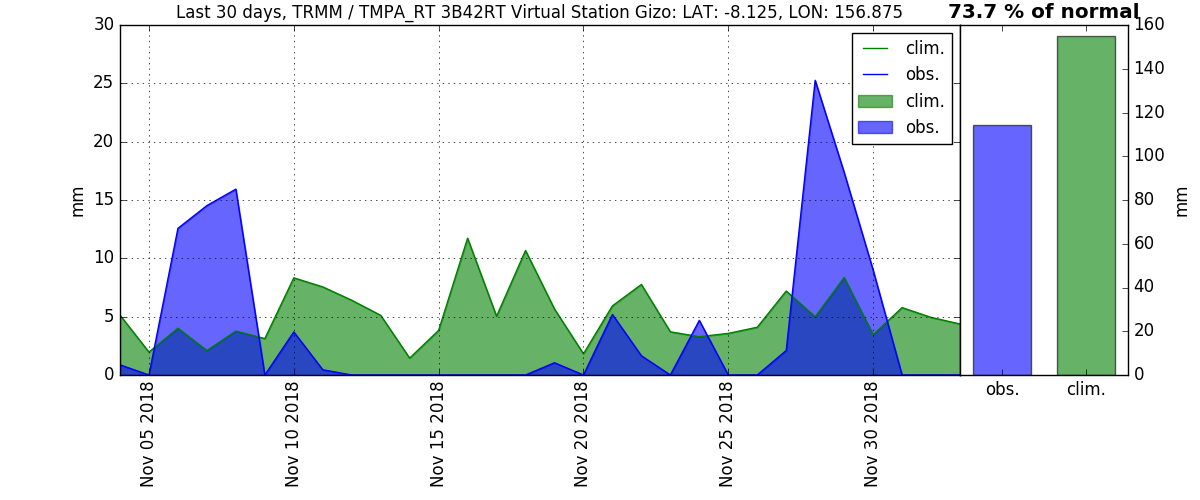 Last 30 days, TRMM / TMPA_RT 3B42RT Virtual Station Gizo: LAT: -8.125, LON: 156.875
73.7 % of normal
30
25
20
15
10
5
0
mm
clim.
obs.
clim.
obs.
160
140
120
100
80
60
40
20
0
mm
Nov 05 2018
Nov 10 2018
Nov 15 2018
Nov 20 2018
Nov 25 2018
Nov 30 2018
obs.
clim.